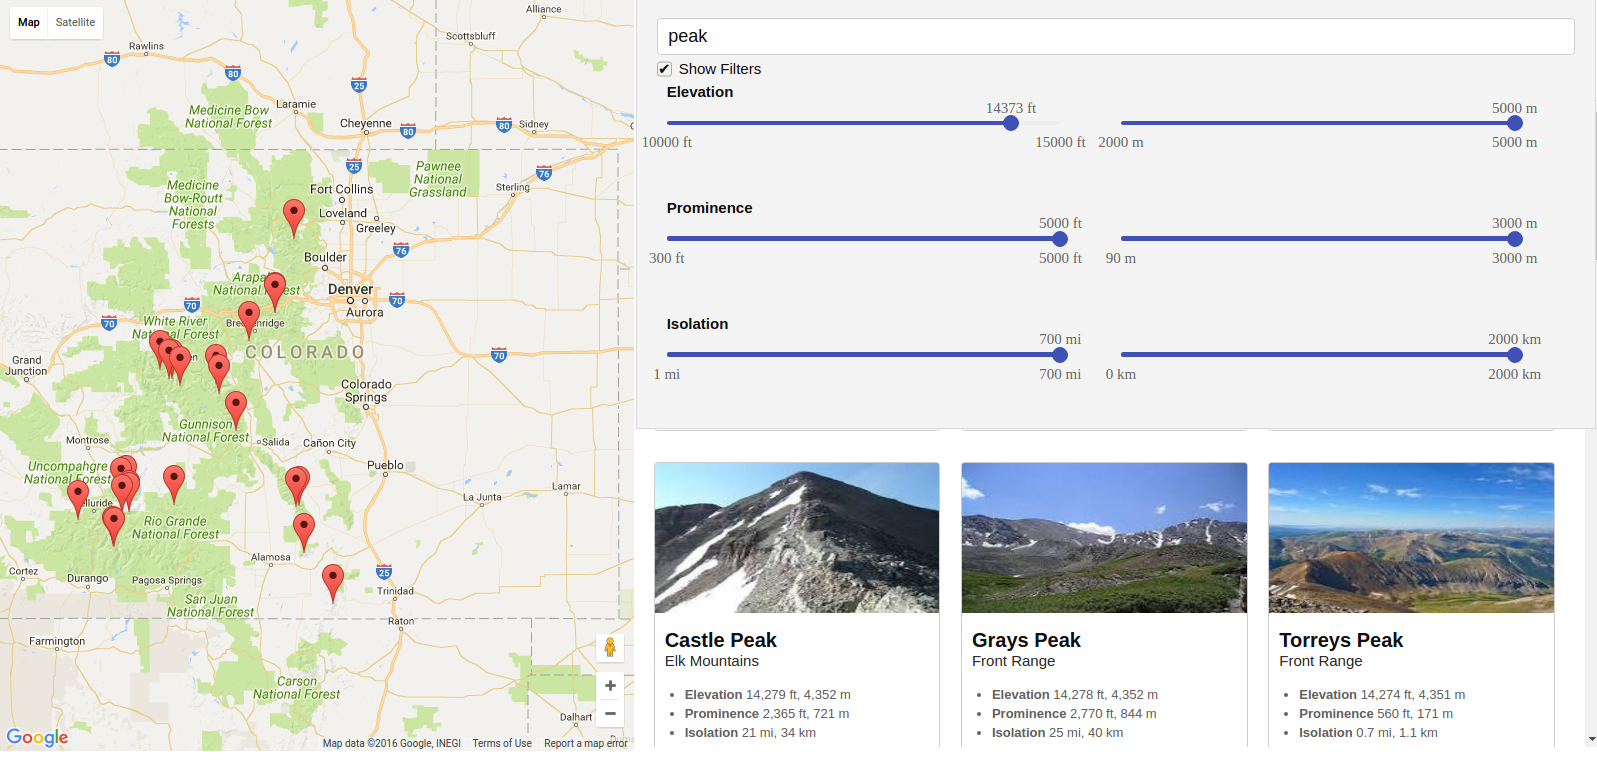 Map Satellite
Alliance
Scottsbluff
Rawlins
80
80
25
Laramie
Medicine Bow
National Forest
Cheyenne
80
80
Sidney
25
Pawnee
National
Grassland
76
Medicine
Bow-Routt
National
Forests
Fort Collins
Sterling
Loveland
Greeley
76
Boulder
National
Denver
70
70
Aurora
White River
National Forest
70
Grand
Junction
COLORADO
70
Colorado
Springs
Gunnison
National Forest
Montrose
Salida
Cañon City
Uncompahgre
National Forest
Pueblo
Lamar
La Junta
Rio Grande
National Forest
Alamosa
Cortez
Durango
Pagosa Springs
25
Trinidad
San Juan
National Forest
Raton
Farmington
Carson
National Forest
Dalhart
Google
Map data ©2016 Google, INEGI Terms of Use Report a map error
peak
✔ Show Filters
Elevation
14373 ft 5000 m
10000 ft 15000 ft 2000 m 5000 m
Prominence
5000 ft 3000 m
300 ft 5000 ft 90 m 3000 m
Isolation
700 mi 2000 km
1 mi 700 mi 0 km 2000 km
Castle Peak
Elk Mountains
• Elevation 14,279 ft, 4,352 m
• Prominence 2,365 ft, 721 m
• Isolation 21 mi, 34 km
Grays Peak
Front Range
• Elevation 14,278 ft, 4,352 m
• Prominence 2,770 ft, 844 m
• Isolation 25 mi, 40 km
Torreys Peak
Front Range
• Elevation 14,274 ft, 4,351 m
• Prominence 560 ft, 171 m
• Isolation 0.7 mi, 1.1 km